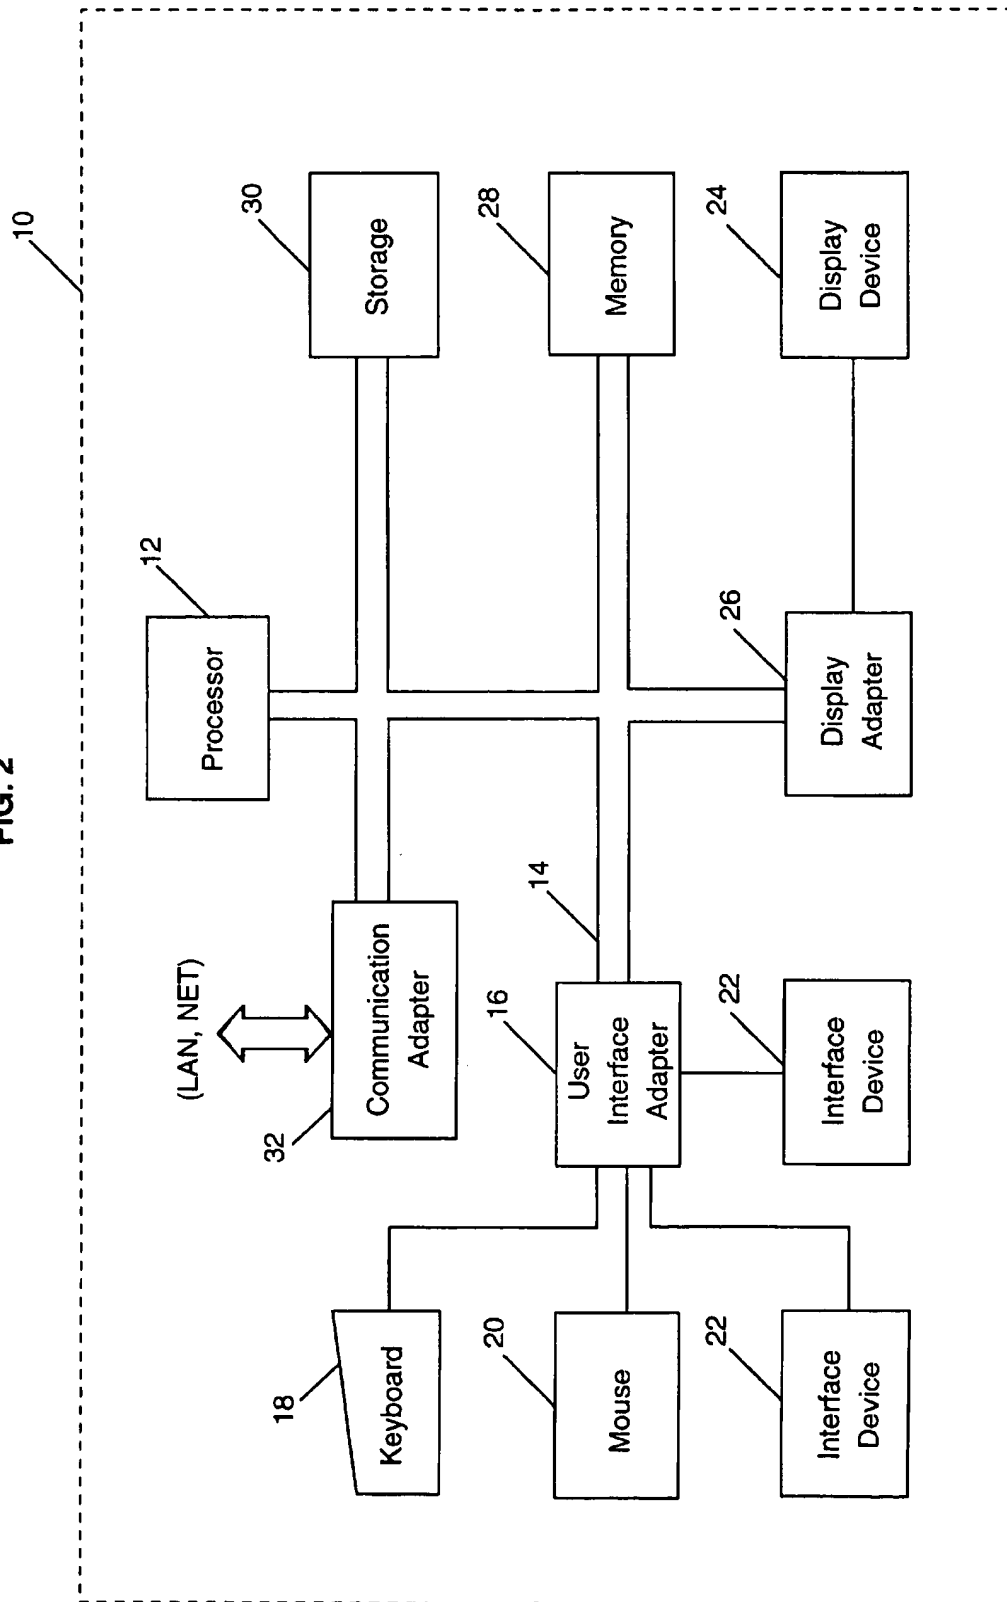 FIG. 2
10
(LAN, NET)
12
Processor
30
Storage
32
Communication
Adapter
18
Keyboard
14
16
User
Interface
Adapter
28
Memory
20
Mouse
22
Interface
Device
22
Interface
Device
26
Display
Adapter
24
Display
Device